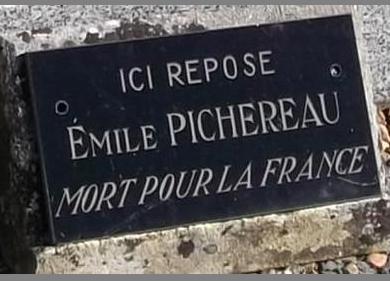 ICI REPOSE
ÉMILE PICHEREAU
MORT POUR LA FRANCE